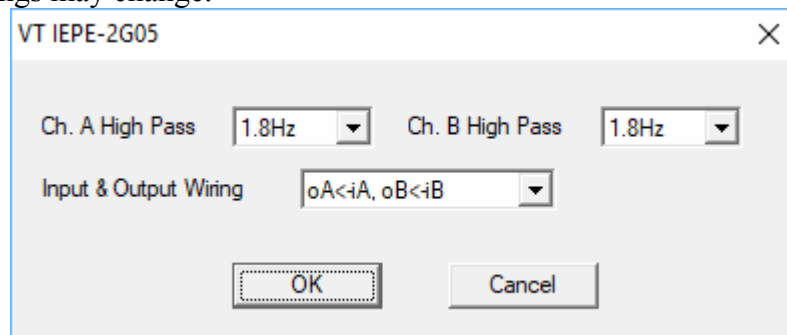 ngs may change.
VT IEPE-2G05
Ch. A High Pass 1.8Hz Ch. B High Pass 1.8Hz
Input & Output Wiring oA<-iA, oB<-iB
OK Cancel